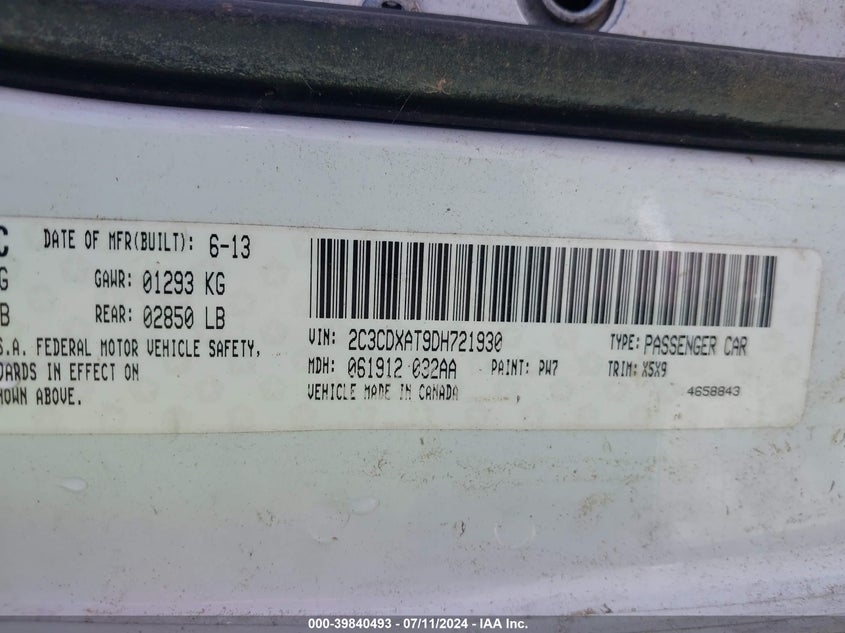 C DATE OF MFR(BUILT): 6-13
G GAWR: 01293 KG
B REAR: 02850 LB
S.A. FEDERAL MOTOR VEHICLE SAFETY,
DARDS IN EFFECT ON
HOWN ABOVE.
VIN: 2C3CDXAT9DH721930 TYPE: PASSENGER CAR
MDH: 061912 032AA PAINT: PW7 TRIM: X5X9
VEHICLE MADE IN CANADA 4658843
000-39840493 - 07/11/2024 - IAA Inc.